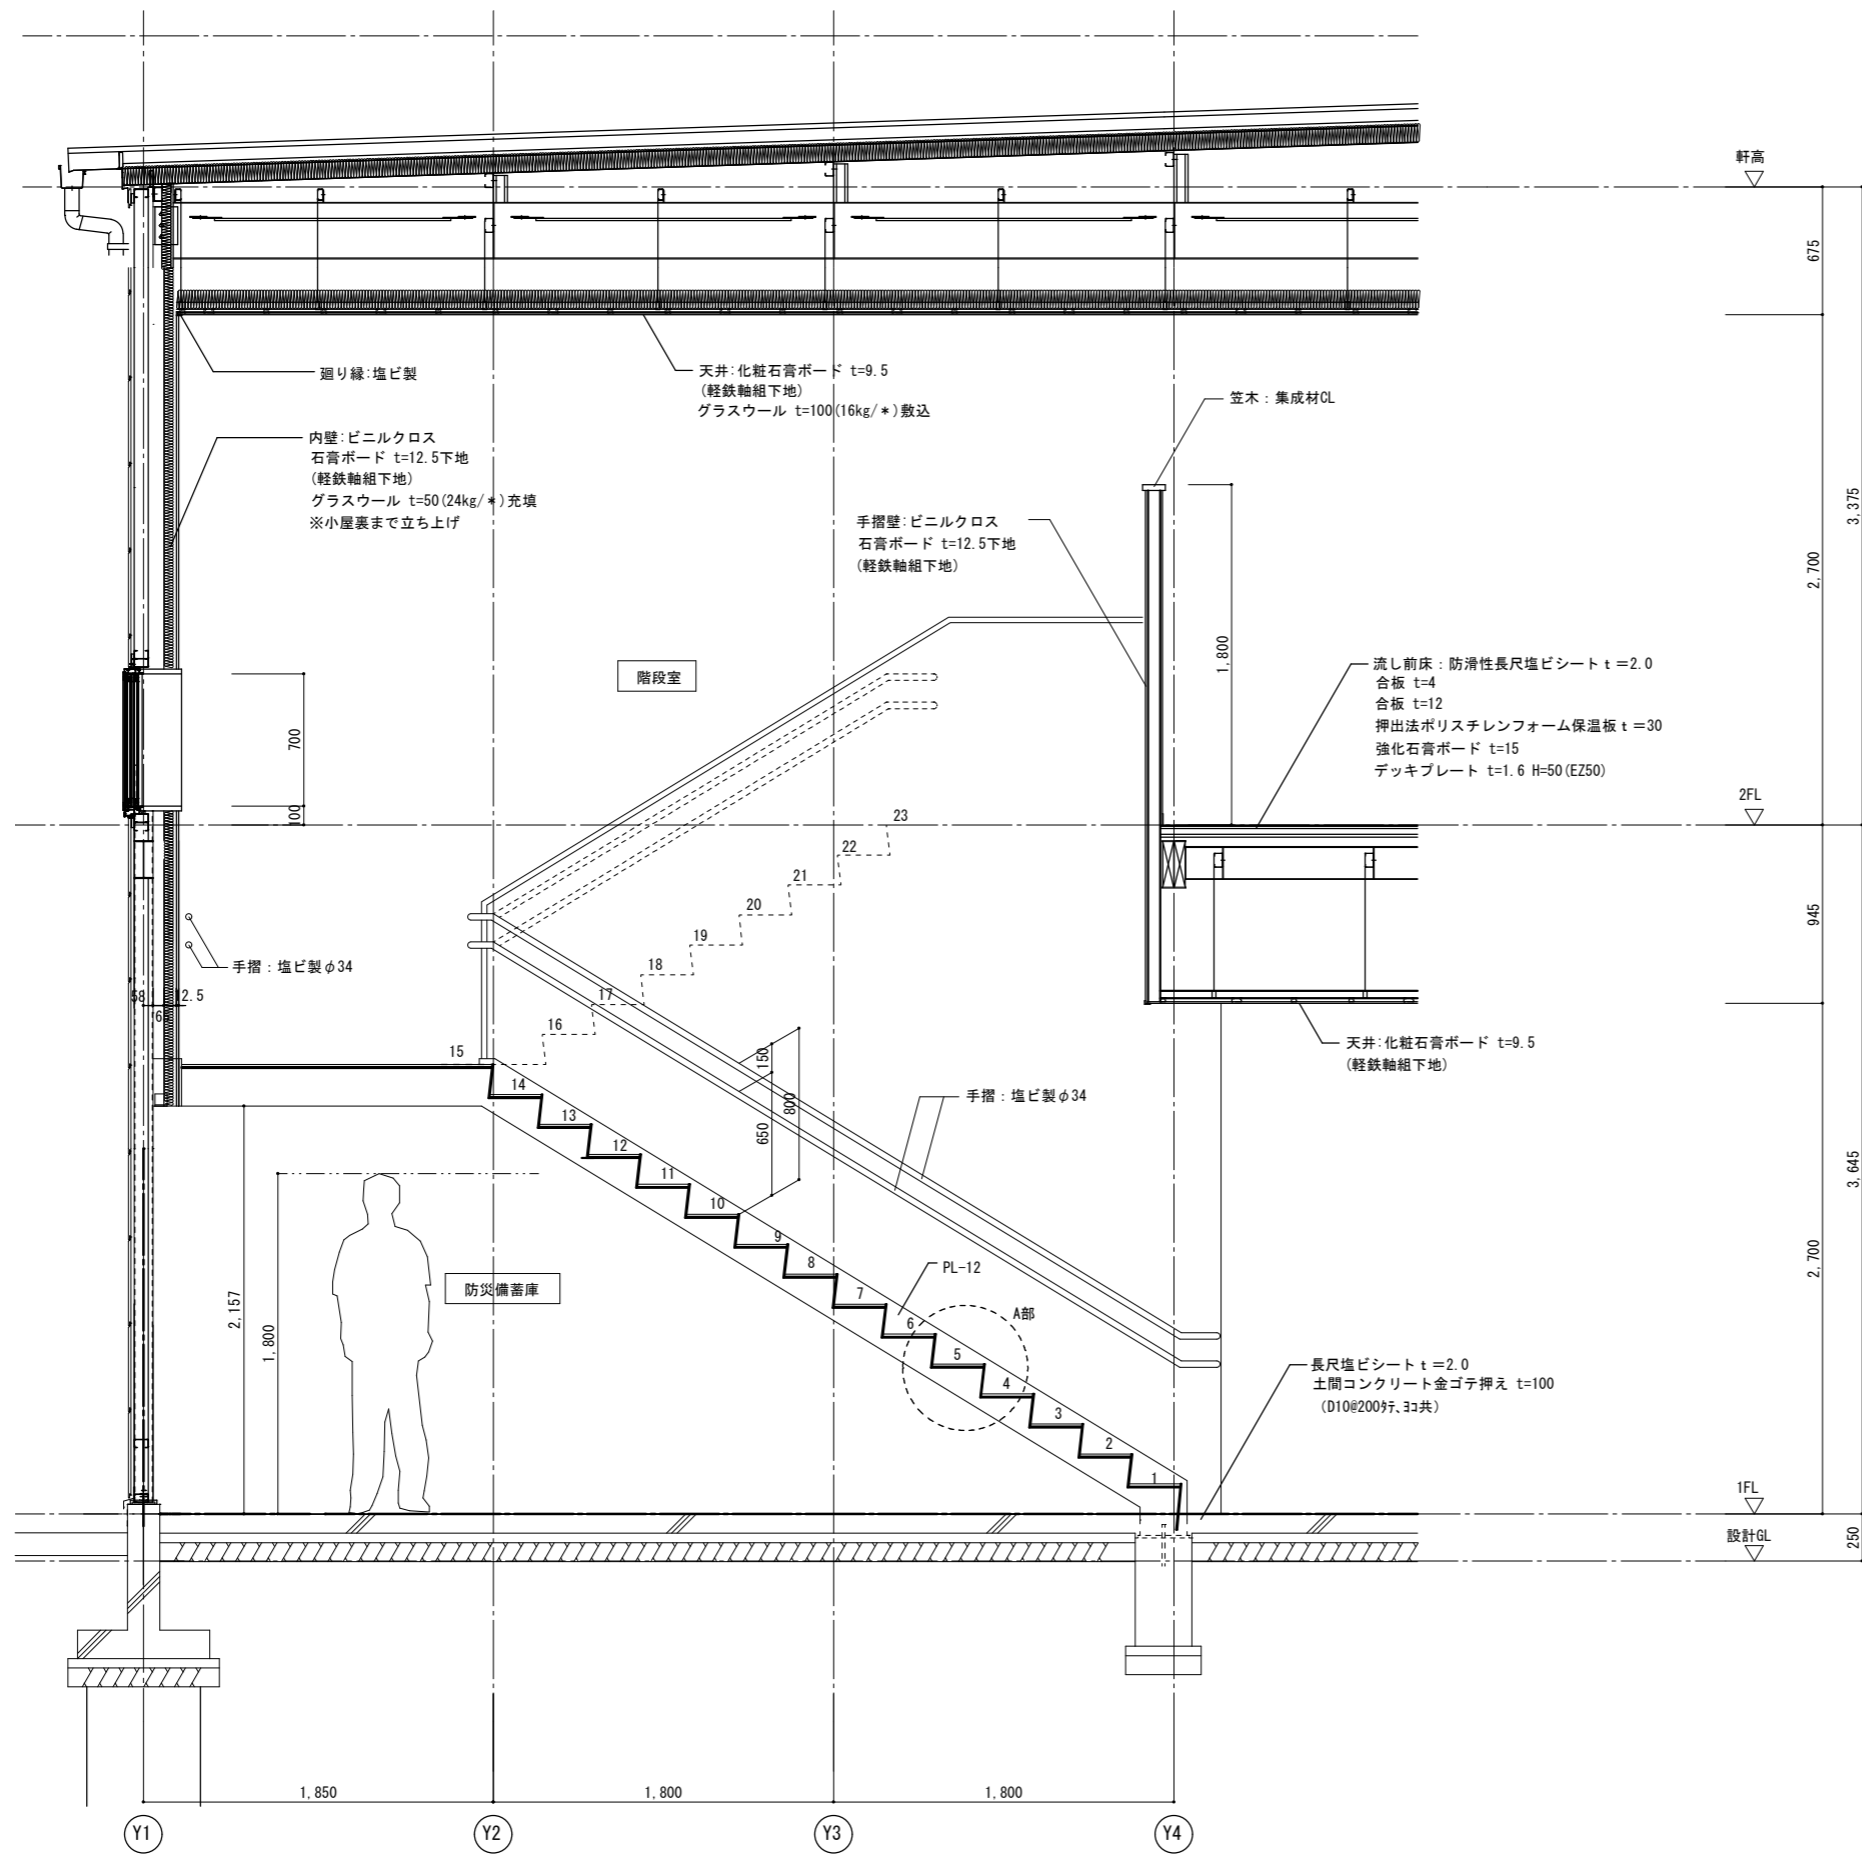 軒高
675
廻り縁:塩ビ製
天井:化粧石膏ボード t=9.5
(軽鉄軸組下地)
グラスウール t=100(16kg/*)敷込
笠木：集成材CL
内壁:ビニルクロス
石膏ボード t=12.5下地
(軽鉄軸組下地)
グラスウール t=50(24kg/*)充填
※小屋裏まで立ち上げ
3,375
手摺壁:ビニルクロス
石膏ボード t=12.5下地
(軽鉄軸組下地)
2,700
1,800
階段室
流し前床：防滑性長尺塩ビシート t＝2.0
合板 t=4
合板 t=12
押出法ポリスチレンフォーム保温板 t＝30
強化石膏ボード t=15
デッキプレート t=1.6 H=50(EZ50)
700
100
2FL
23
22
21
20
19
18
17
16
15
945
手摺：塩ビ製φ34
58
12.5
天井:化粧石膏ボード t=9.5
(軽鉄軸組下地)
150
800
650
手摺：塩ビ製φ34
14
13
12
11
10
9
8
7
6
5
4
3
2
1
3,645
2,700
PL-12
A部
防災備蓄庫
2,157
1,800
長尺塩ビシート t＝2.0
土間コンクリート金ゴテ押え t=100
(D10@200ﾀﾃ､ﾖｺ共)
1FL
設計GL
250
1,850
1,800
1,800
Y1
Y2
Y3
Y4